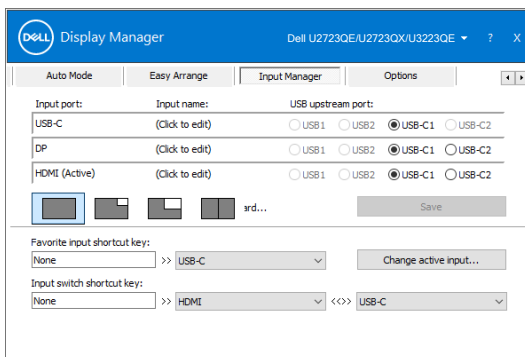 DELL Display Manager Dell U2723QE/U2723QX/U3223QE ? X
Auto Mode Easy Arrange Input Manager Options
Input port: Input name: USB upstream port:
USB-C (Click to edit) USB1 USB2 USB-C1 USB-C2
DP (Click to edit) USB1 USB2 USB-C1 USB-C2
HDMI (Active) (Click to edit) USB1 USB2 USB-C1 USB-C2
ard... Save
Favorite input shortcut key:
None >> USB-C Change active input...
Input switch shortcut key:
None >> HDMI <<>> USB-C